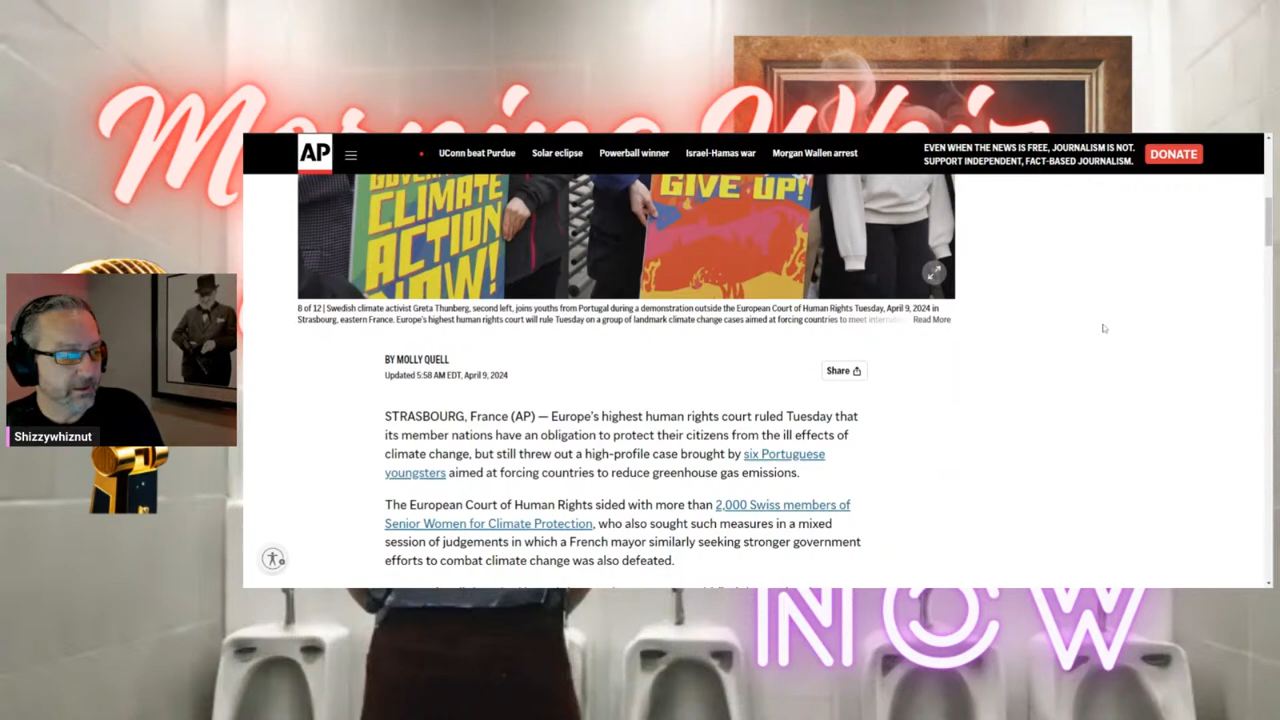 Morning Whiz
AP
UConn beat Purdue
Solar eclipse
Powerball winner
Israel-Hamas war
Morgan Wallen arrest
EVEN WHEN THE NEWS IS FREE, JOURNALISM IS NOT.
SUPPORT INDEPENDENT, FACT-BASED JOURNALISM.
DONATE
CLIMATE
ACTION
NOW!
GIVE UP!
8 of 12 | Swedish climate activist Greta Thunberg, second left, joins youths from Portugal during a demonstration outside the European Court of Human Rights Tuesday, April 9, 2024 in
Strasbourg, eastern France. Europe's highest human rights court will rule Tuesday on a group of landmark climate change cases aimed at forcing countries to meet Read More
BY MOLLY QUELL
Updated 5:58 AM EDT, April 9, 2024
Share
STRASBOURG, France (AP) — Europe's highest human rights court ruled Tuesday that
its member nations have an obligation to protect their citizens from the ill effects of
climate change, but still threw out a high-profile case brought by six Portuguese
youngsters aimed at forcing countries to reduce greenhouse gas emissions.
The European Court of Human Rights sided with more than 2,000 Swiss members of
Senior Women for Climate Protection, who also sought such measures in a mixed
session of judgements in which a French mayor similarly seeking stronger government
efforts to combat climate change was also defeated.
Shizzywhiznut
NOW